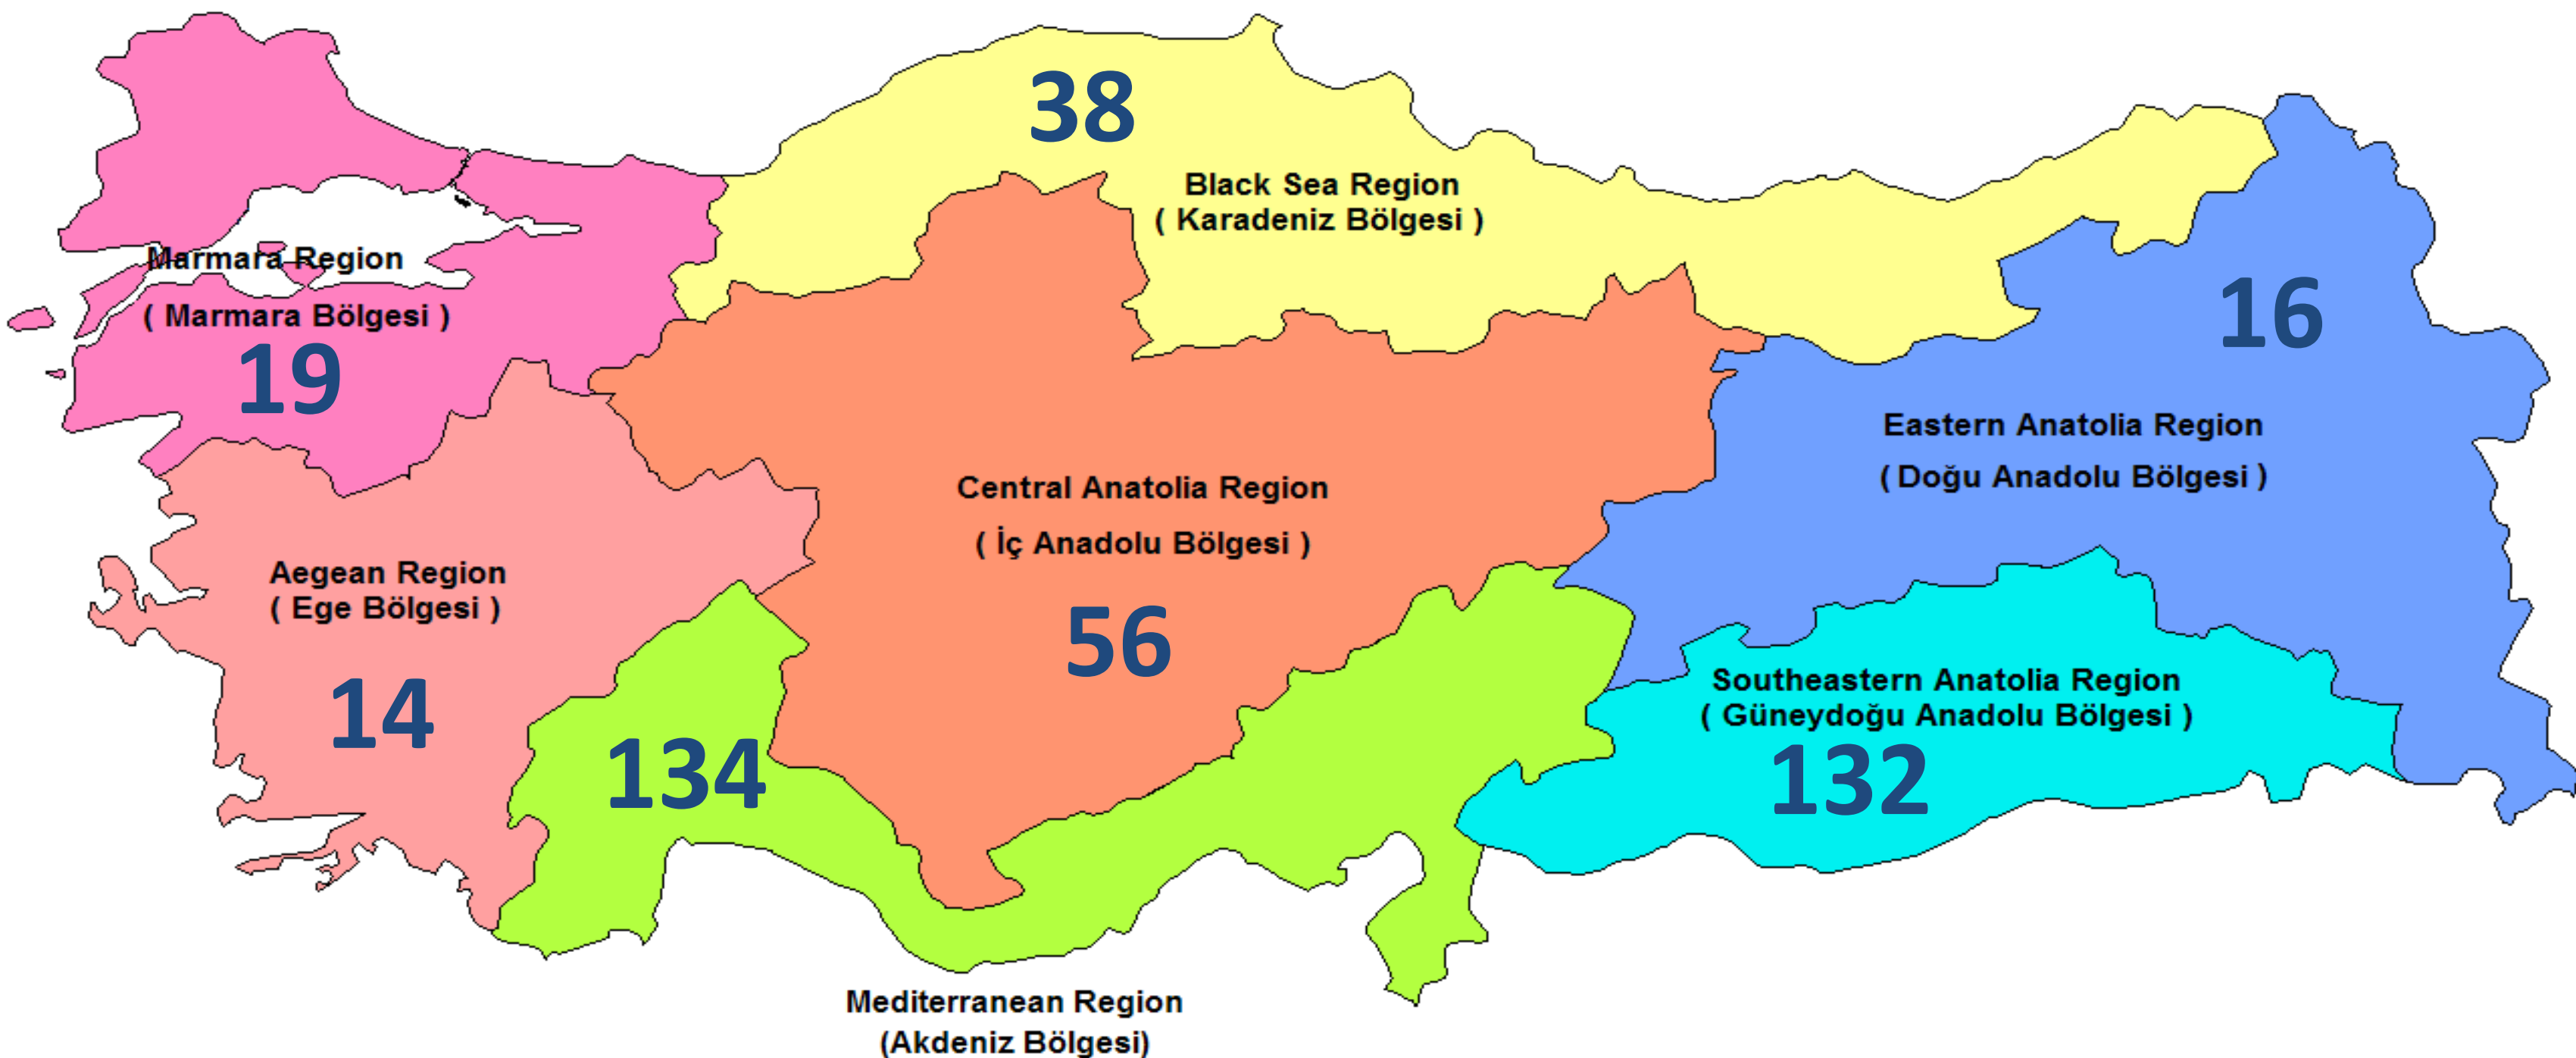 38
Black Sea Region
( Karadeniz Bölgesi )
Marmara Region
( Marmara Bölgesi )
19
16
Eastern Anatolia Region
( Doğu Anadolu Bölgesi )
Central Anatolia Region
( İç Anadolu Bölgesi )
56
Aegean Region
( Ege Bölgesi )
14
134
Southeastern Anatolia Region
( Güneydoğu Anadolu Bölgesi )
132
Mediterranean Region
(Akdeniz Bölgesi)